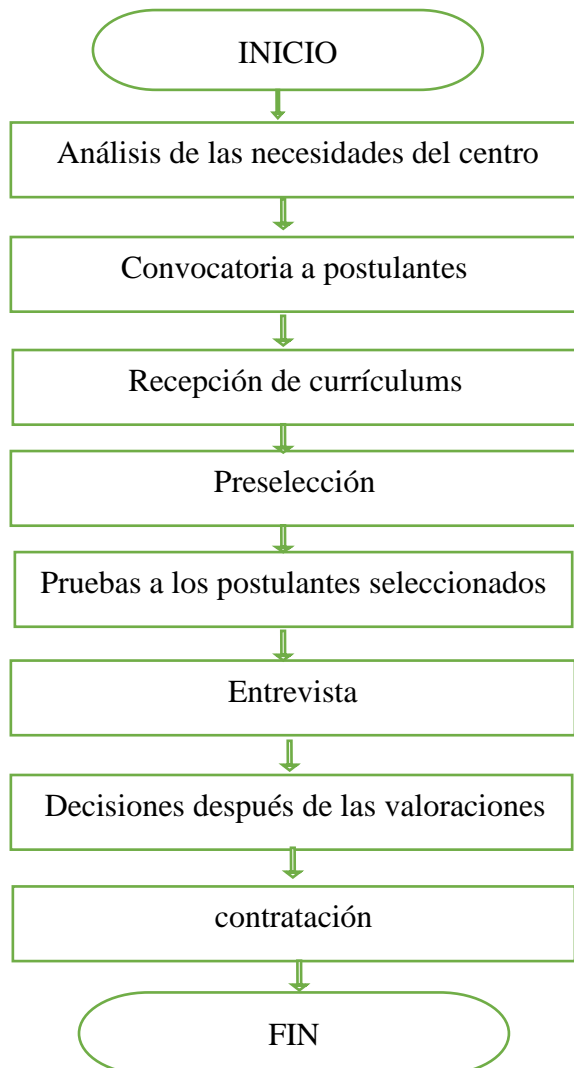 INICIO
Análisis de las necesidades del centro
Convocatoria a postulantes
Recepción de currículums
Preselección
Pruebas a los postulantes seleccionados
Entrevista
Decisiones después de las valoraciones
contratación
FIN